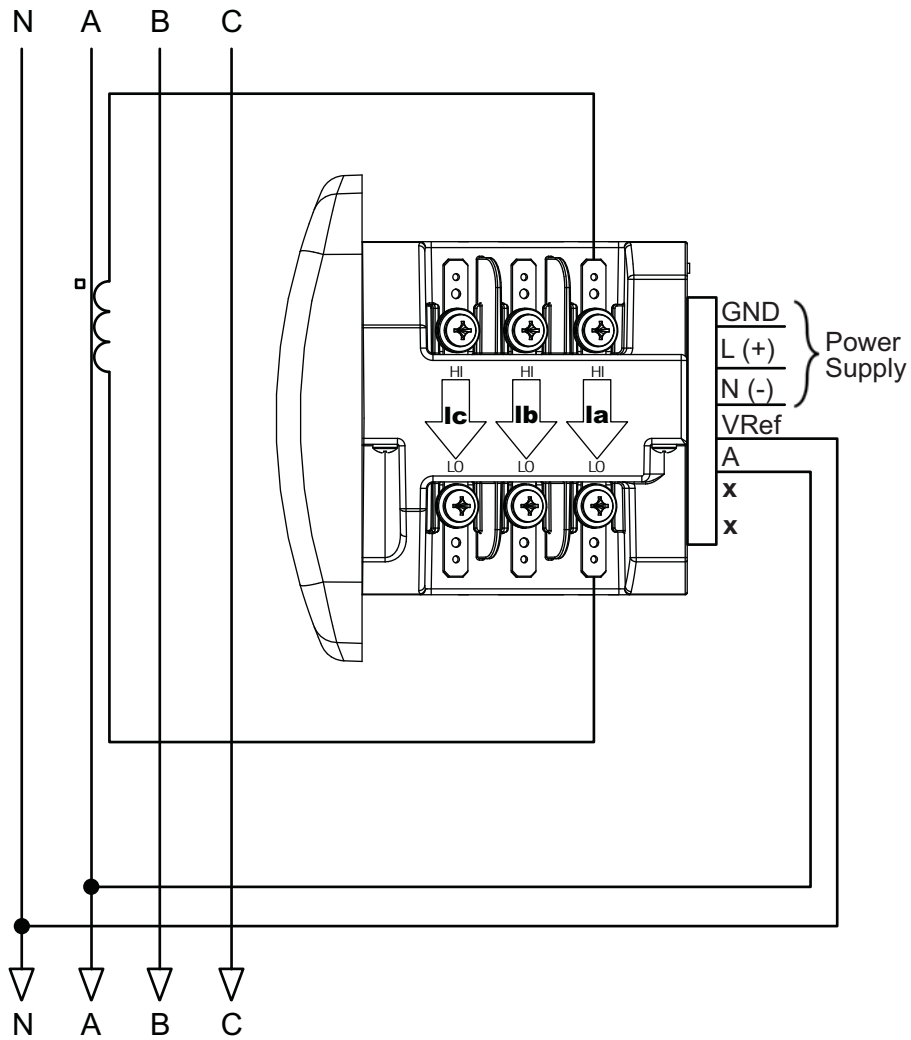 N A B C
GND
L (+)
N (-)
Power
Supply
VRef
A
x
x
HI HI HI
Ic Ib Ia
LO LO LO
N A B C